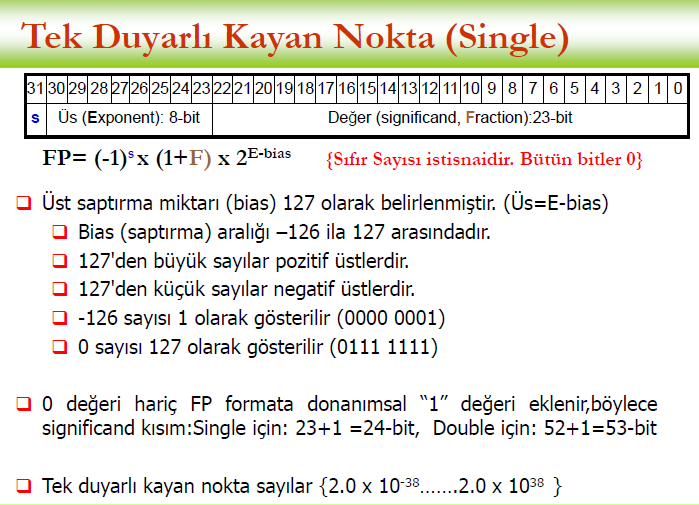 Tek Duyarlı Kayan Nokta (Single)
31 30 29 28 27 26 25 24 23 22 21 20 19 18 17 16 15 14 13 12 11 10 9 8 7 6 5 4 3 2 1 0
s Üs (Exponent): 8-bit Değer (significand, Fraction):23-bit
FP= (-1)ˢ x (1+F) x 2ᴱ⁻ᵇⁱᵃˢ {Sıfır Sayısı istisnaidir. Bütün bitler 0}
❑ Üst saptırma miktarı (bias) 127 olarak belirlenmiştir. (Üs=E-bias)
❑ Bias (saptırma) aralığı –126 ila 127 arasındadır.
❑ 127'den büyük sayılar pozitif üstlerdir.
❑ 127'den küçük sayılar negatif üstlerdir.
❑ -126 sayısı 1 olarak gösterilir (0000 0001)
❑ 0 sayısı 127 olarak gösterilir (0111 1111)
❑ 0 değeri hariç FP formata donanımsal “1” değeri eklenir,böylece
significand kısım:Single için: 23+1 =24-bit, Double için: 52+1=53-bit
❑ Tek duyarlı kayan nokta sayılar {2.0 x 10⁻³⁸…….2.0 x 10³⁸ }